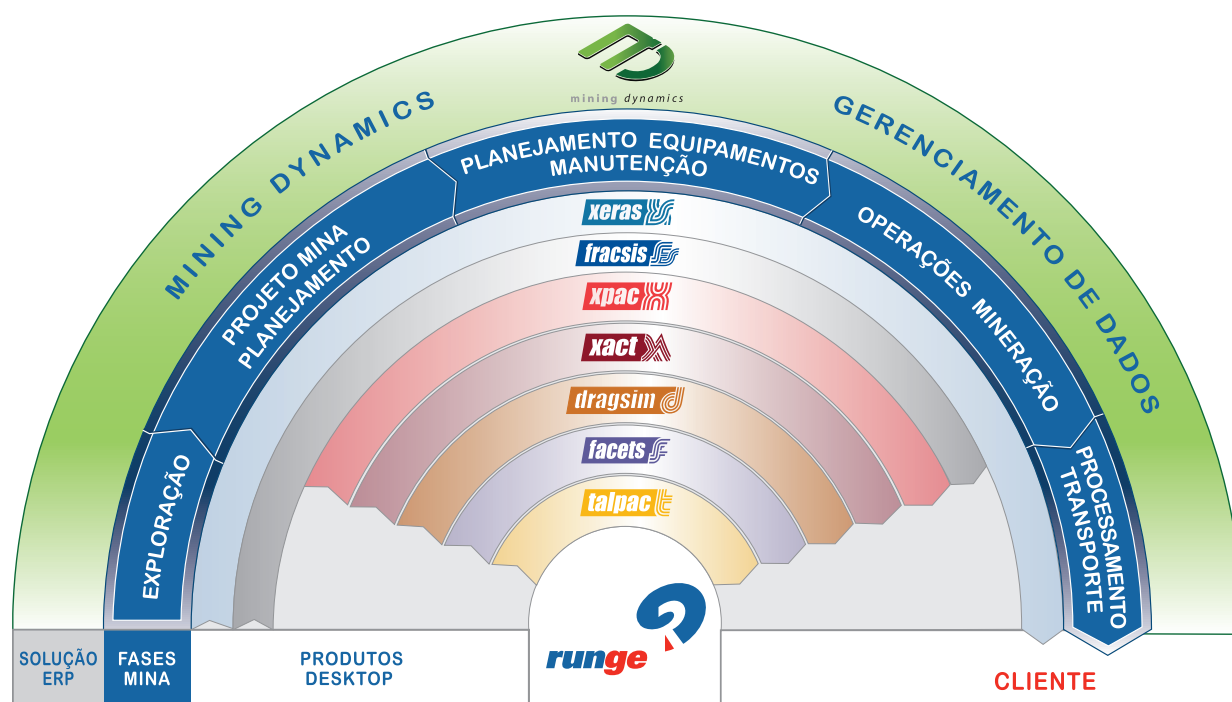 mining dynamics
MINING DYNAMICS
GERENCIAMENTO DE DADOS
EXPLORAÇÃO
PROJETO MINA
PLANEJAMENTO
PLANEJAMENTO EQUIPAMENTOS
MANUTENÇÃO
OPERAÇÕES MINERAÇÃO
PROCESSAMENTO
TRANSPORTE
xeras
fracsis
xpac
xact
dragsim
facets
talpac
runge
SOLUÇÃO
ERP
FASES
MINA
PRODUTOS
DESKTOP
CLIENTE